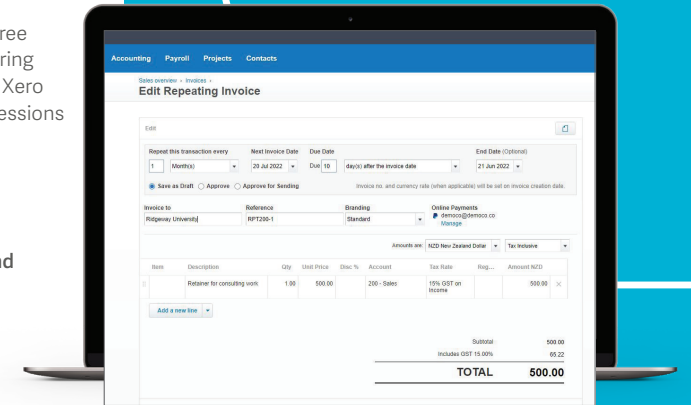 ree
ring
Xero
essions
nd
Accounting Payroll Projects Contacts
Sales overview › Invoices ›
Edit Repeating Invoice
Edit
Repeat this transaction every Next Invoice Date Due Date End Date (Optional)
1 Month(s) 20 Jul 2022 Due 10 day(s) after the invoice date 21 Jun 2022
Save as Draft Approve Approve for Sending Invoice no. and currency rate (when applicable) will be set on invoice creation date.
Invoice to Reference Branding Online Payments
Ridgeway University RPT200-1 Standard democo@democo.co
Manage
Amounts are: NZD New Zealand Dollar Tax Inclusive
Item Description Qty Unit Price Disc % Account Tax Rate Reg... Amount NZD
Retainer for consulting work 1.00 500.00 200 - Sales 15% GST on 500.00
Income
Add a new line
Subtotal 500.00
Includes GST 15.00% 65.22
TOTAL 500.00